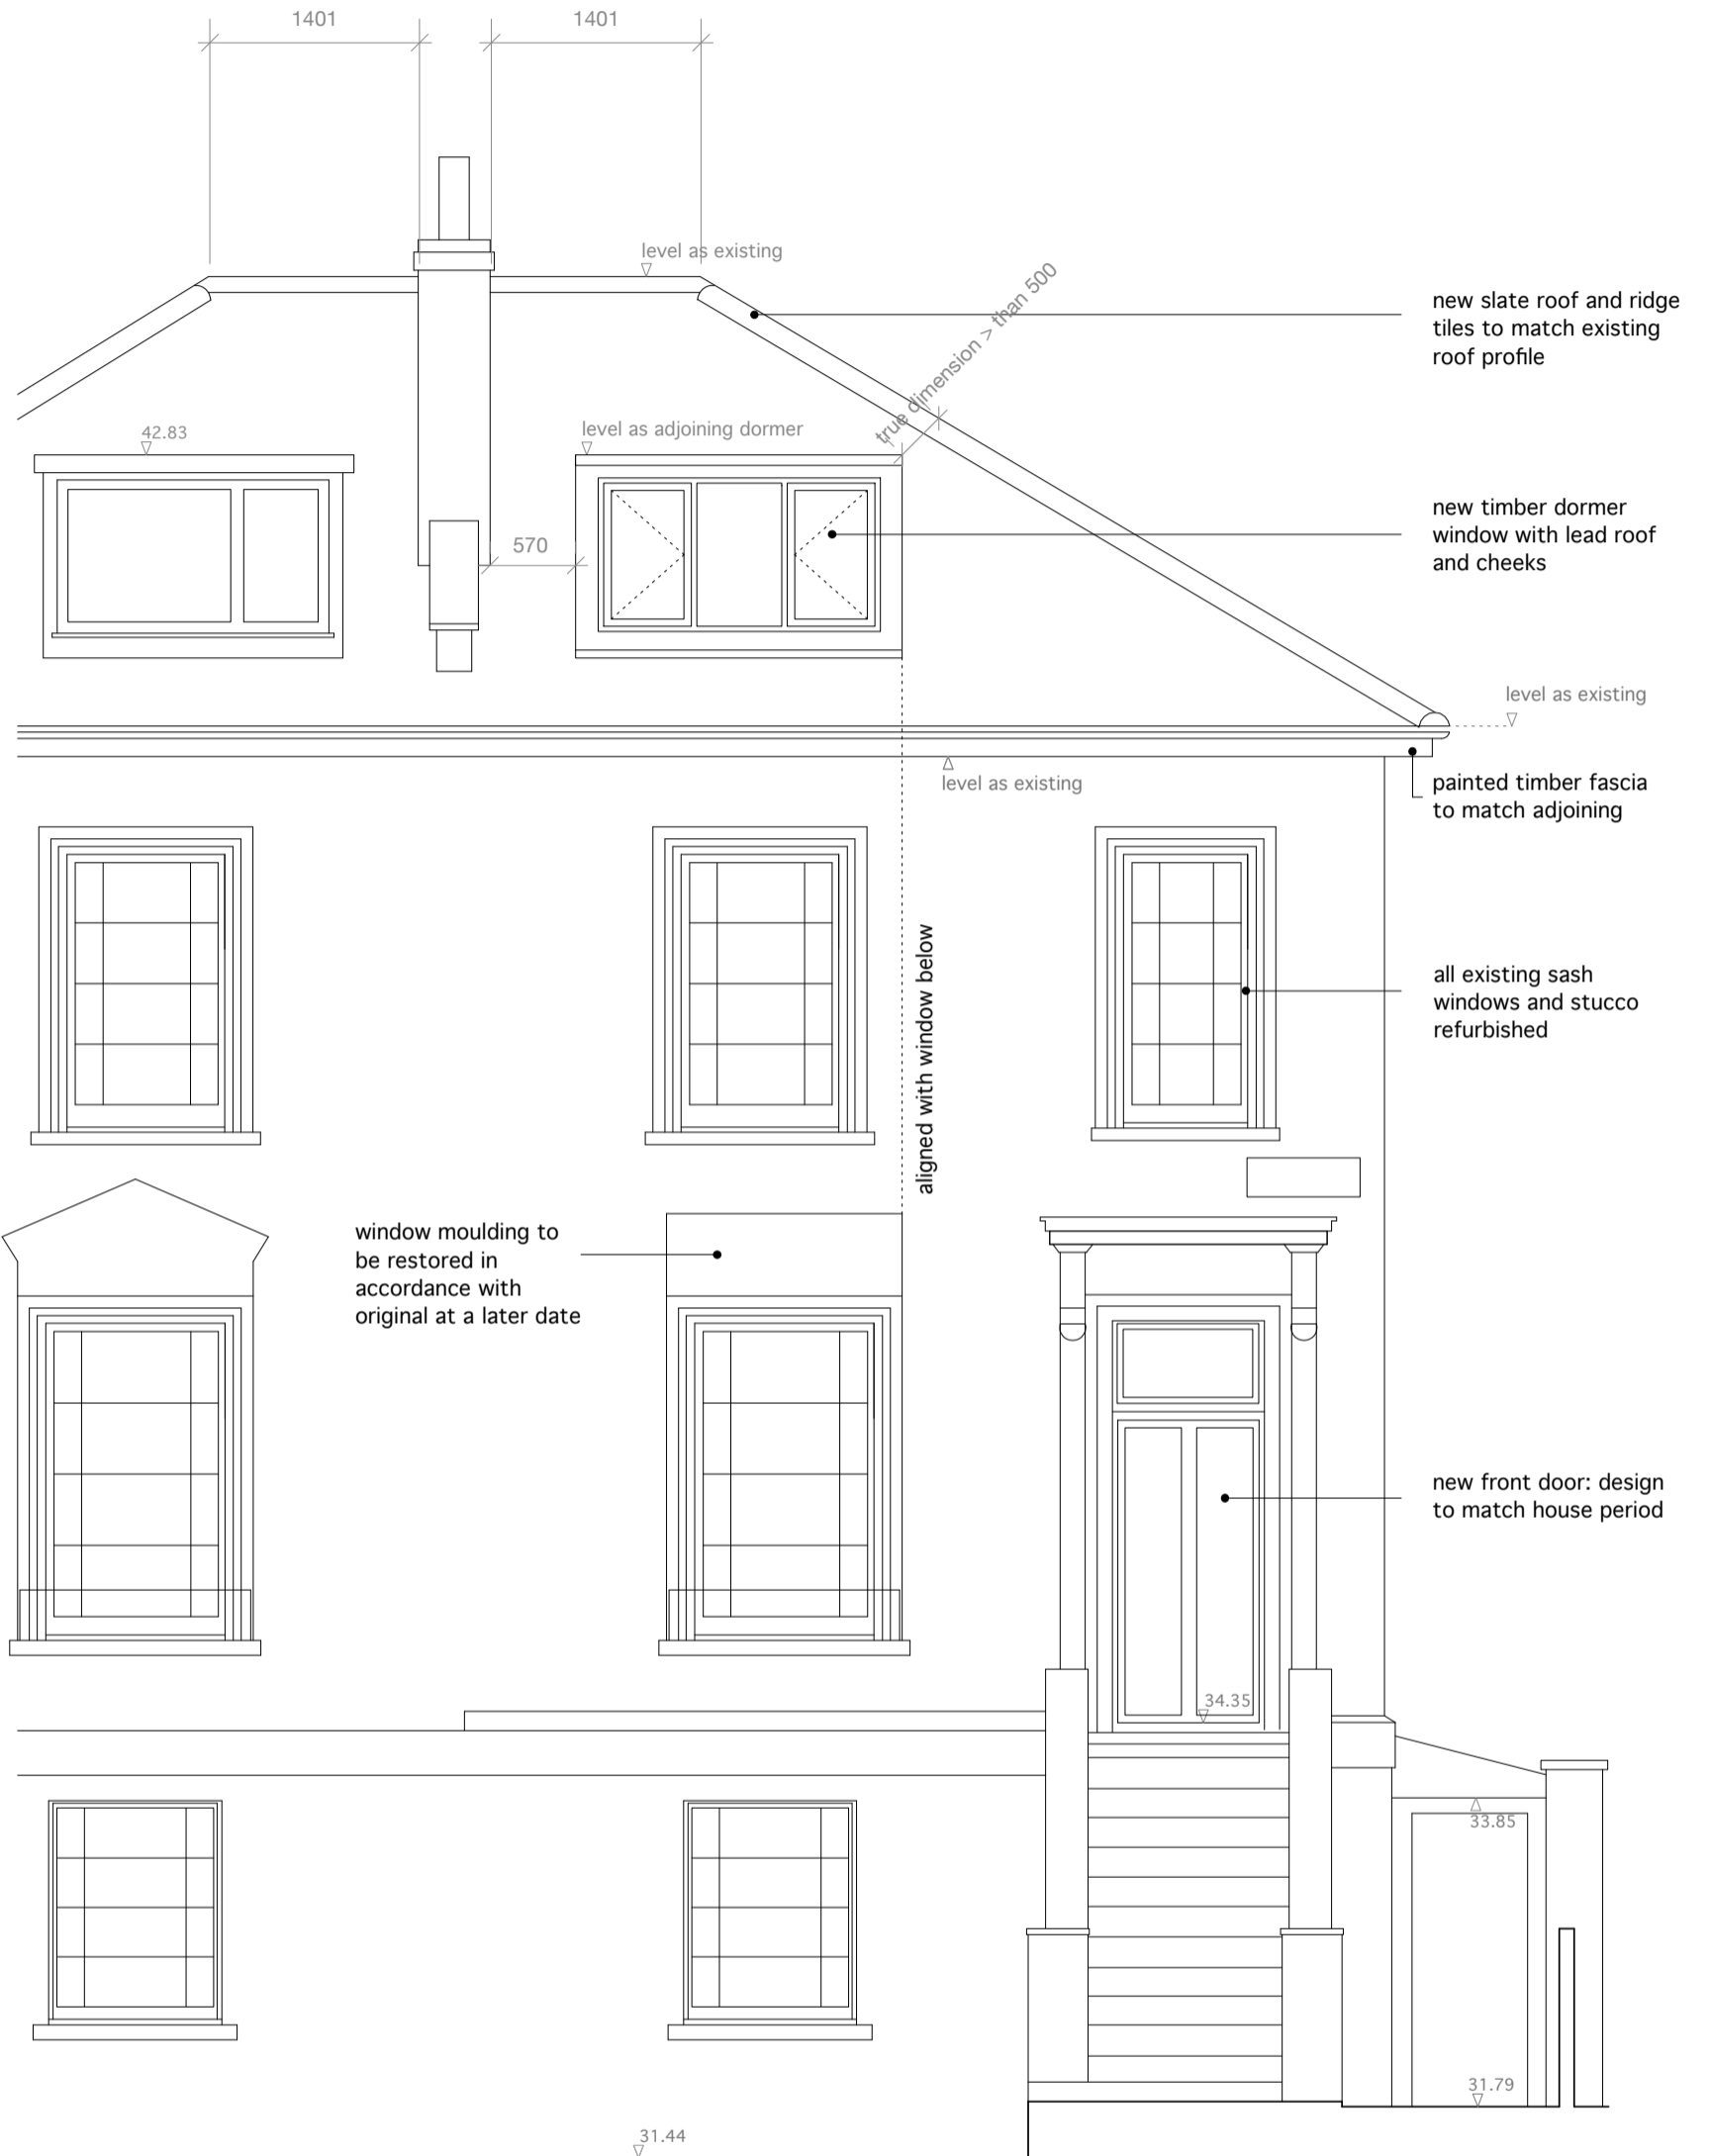 1401
1401
level as existing
true dimension > than 500
new slate roof and ridge
tiles to match existing
roof profile
42.83
level as adjoining dormer
new timber dormer
window with lead roof
and cheeks
570
level as existing
level as existing
painted timber fascia
to match adjoining
aligned with window below
all existing sash
windows and stucco
refurbished
window moulding to
be restored in
accordance with
original at a later date
new front door: design
to match house period
34.35
33.85
31.79
31.44